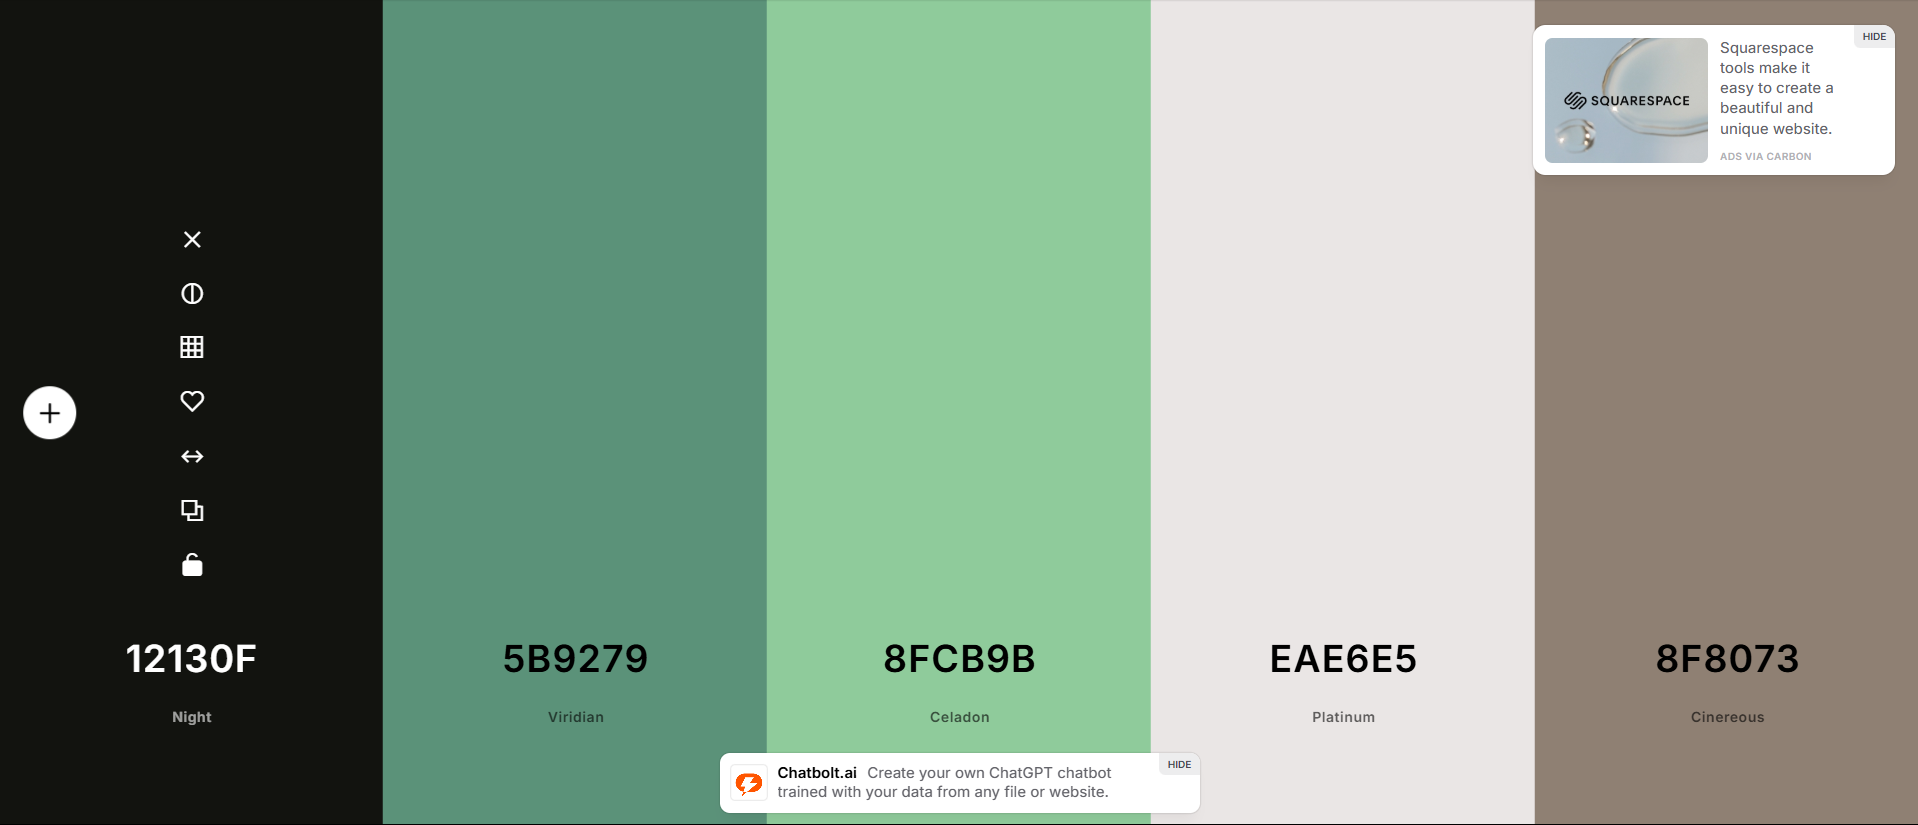 HIDE
SQUARESPACE
Squarespace
tools make it
easy to create a
beautiful and
unique website.
ADS VIA CARBON
12130F
Night
5B9279
Viridian
8FCB9B
Celadon
EAE6E5
Platinum
8F8073
Cinereous
HIDE
Chatbolt.ai Create your own ChatGPT chatbot
trained with your data from any file or website.